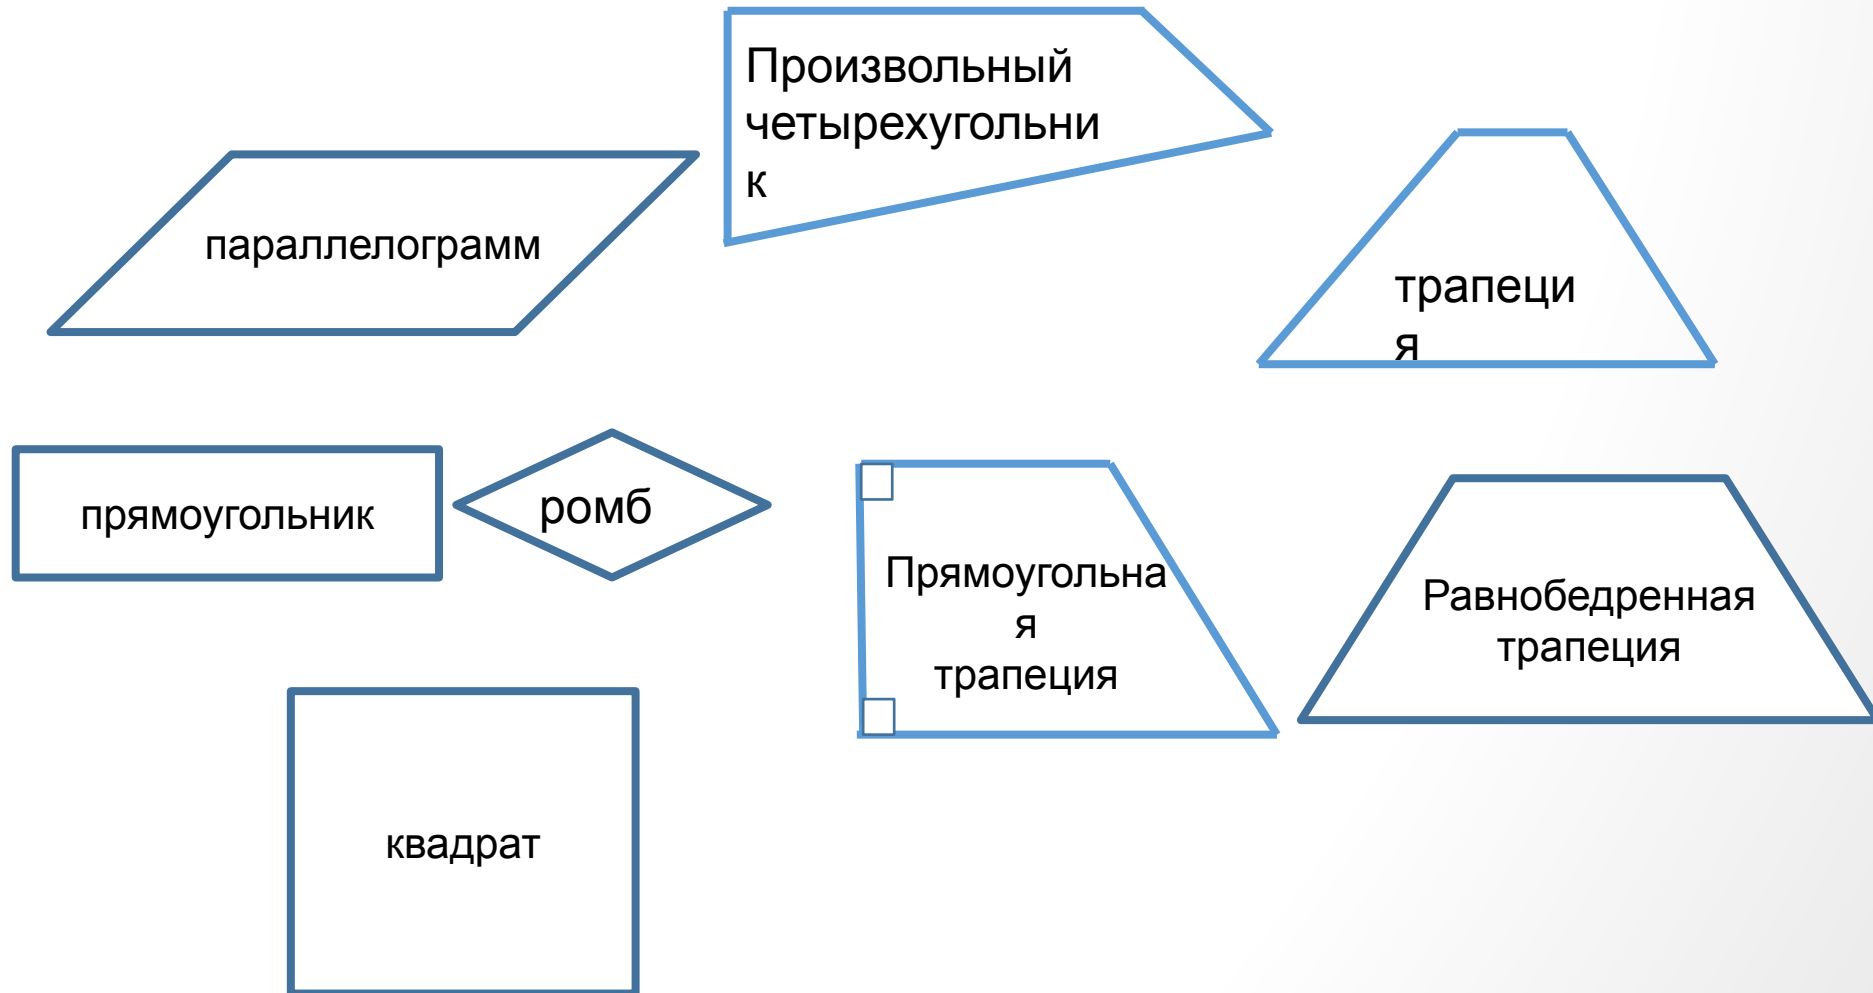 Произвольный
четырехугольни
к
параллелограмм
трапеци
я
прямоугольник
ромб
Прямоугольна
я
трапеция
Равнобедренная
трапеция
квадрат